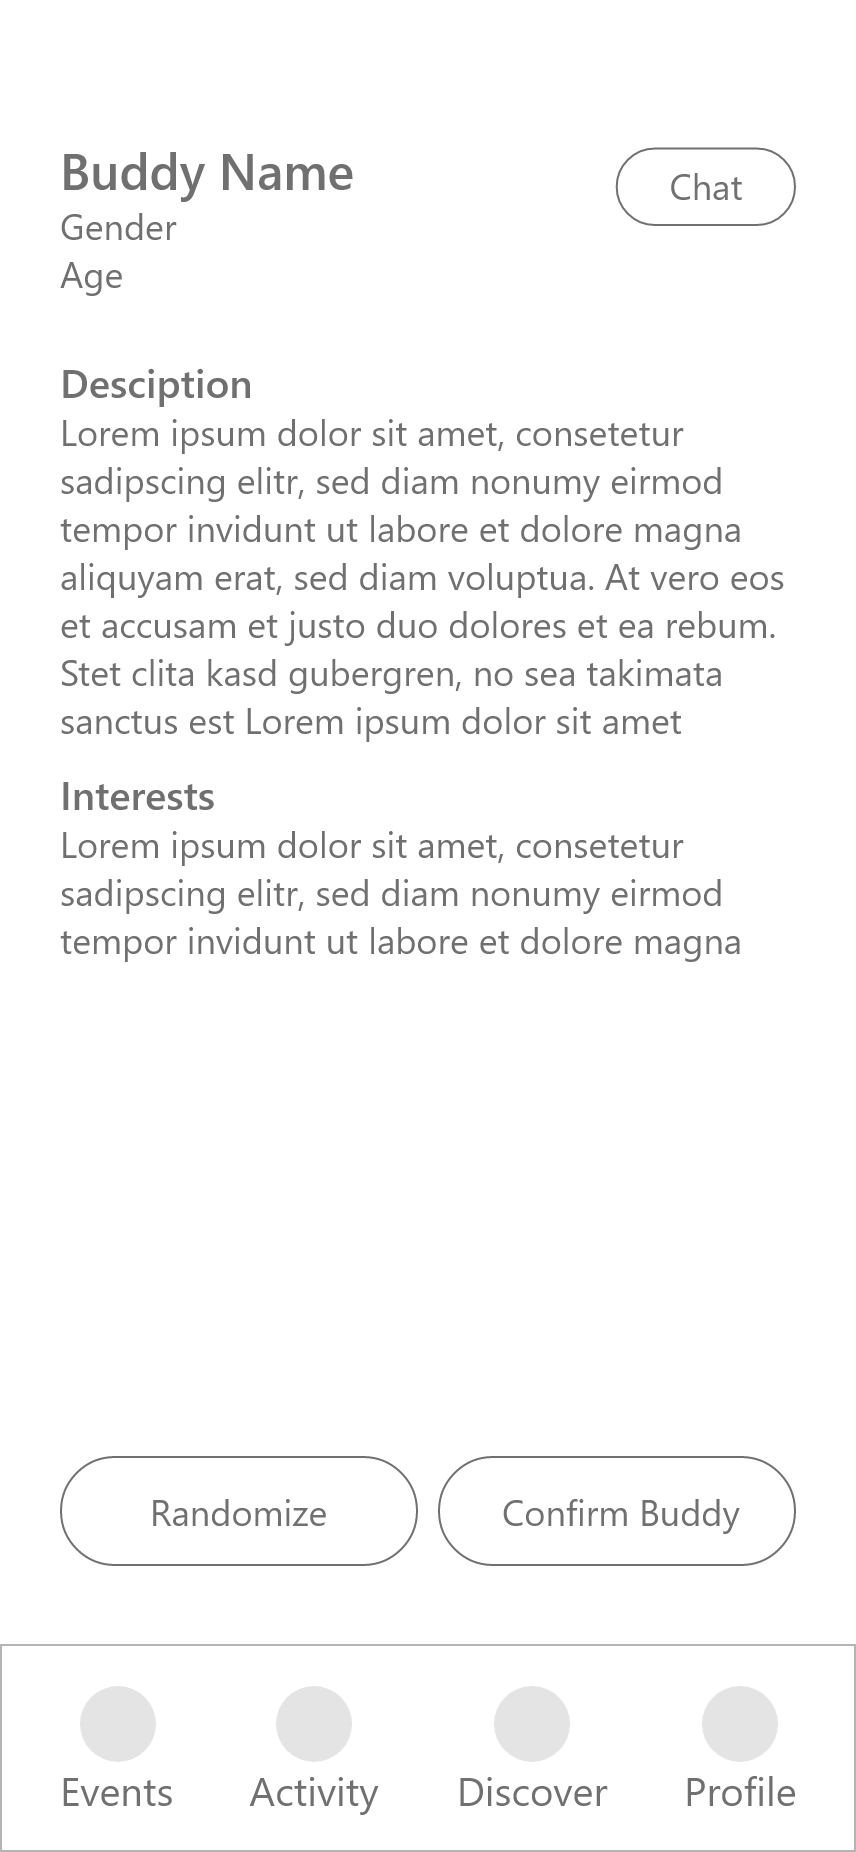 Buddy Name
Chat
Gender
Age
Desciption
Lorem ipsum dolor sit amet, consetetur
sadipscing elitr, sed diam nonumy eirmod
tempor invidunt ut labore et dolore magna
aliquyam erat, sed diam voluptua. At vero eos
et accusam et justo duo dolores et ea rebum.
Stet clita kasd gubergren, no sea takimata
sanctus est Lorem ipsum dolor sit amet
Interests
Lorem ipsum dolor sit amet, consetetur
sadipscing elitr, sed diam nonumy eirmod
tempor invidunt ut labore et dolore magna
Randomize
Confirm Buddy
Events
Activity
Discover
Profile